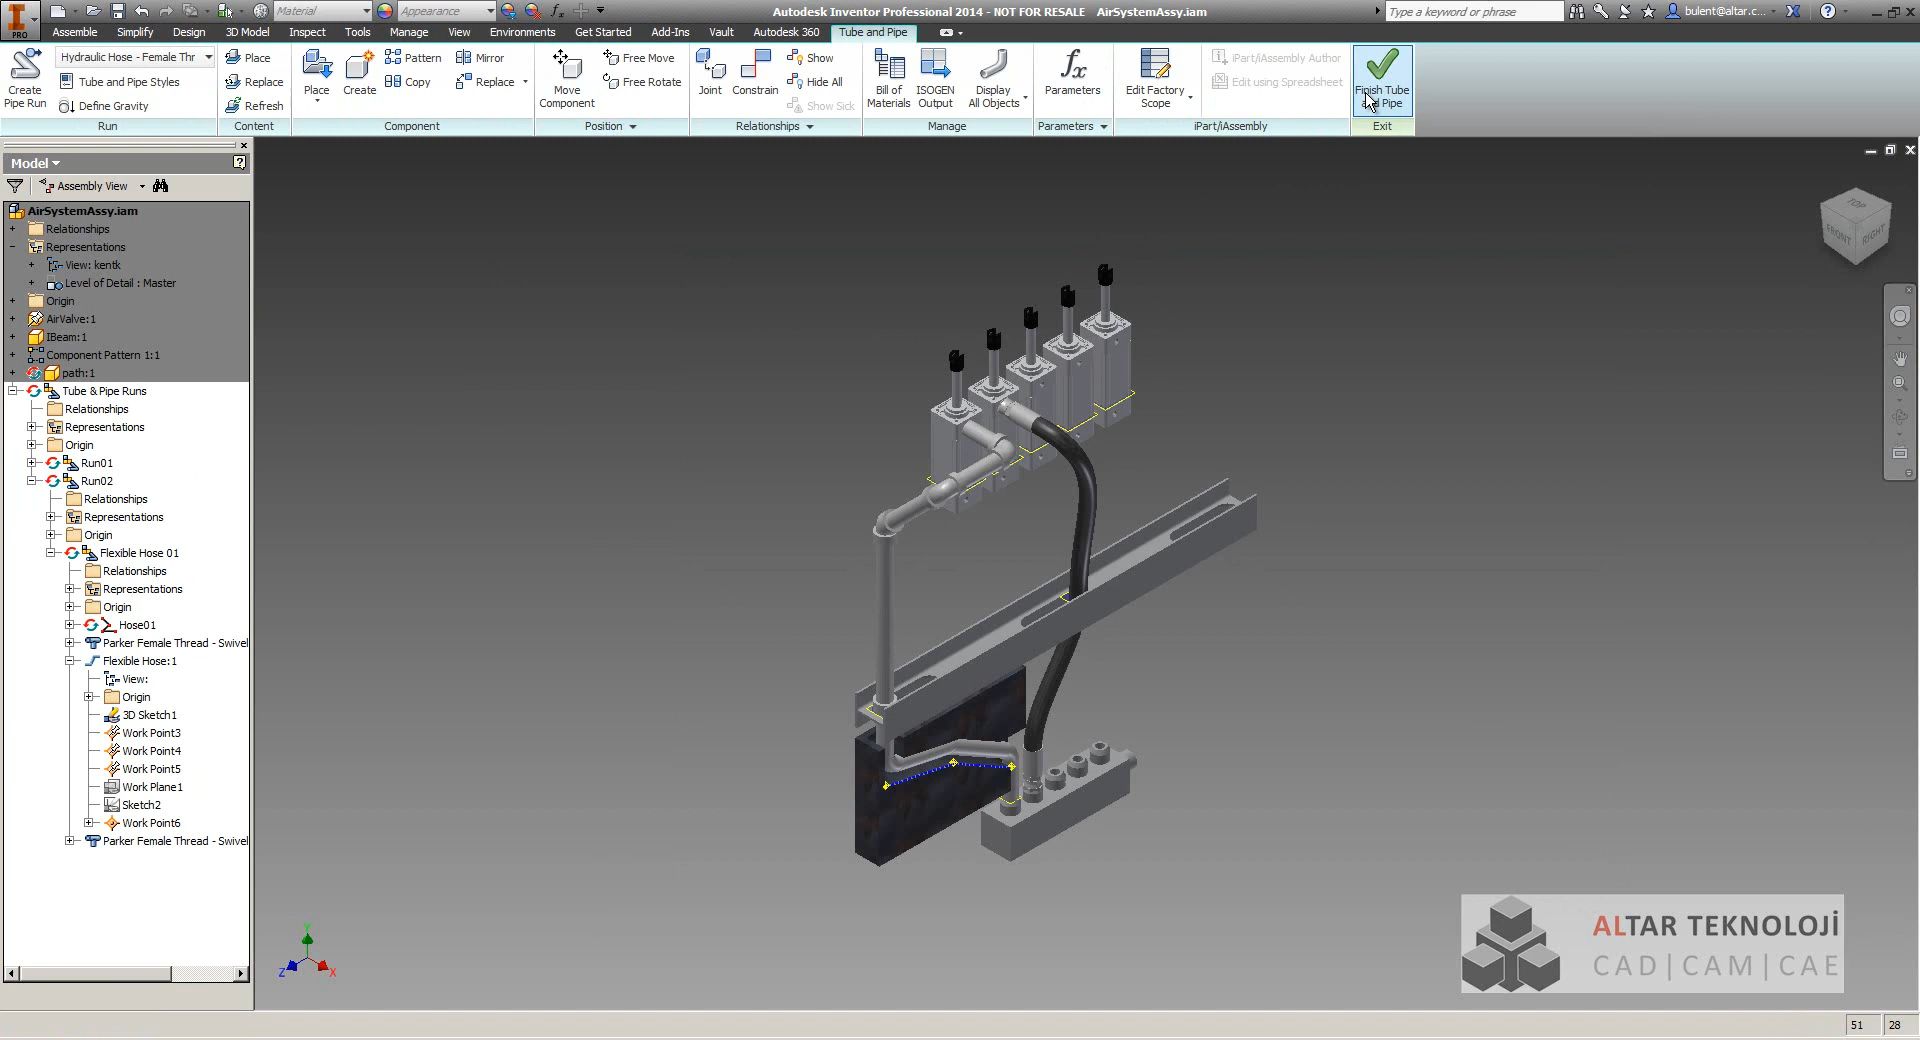 PRO
Material
Appearance
Autodesk Inventor Professional 2014 - NOT FOR RESALE AirSystemAssy.iam
Type a keyword or phrase
bulent@altar.c...
Assemble Simplify Design 3D Model Inspect Tools Manage View Environments Get Started Add-Ins Vault Autodesk 360 Tube and Pipe
Create Pipe Run
Hydraulic Hose - Female Thr
Tube and Pipe Styles
Define Gravity
Run
Place
Replace
Refresh
Content
Place
Create
Pattern
Copy
Mirror
Replace
Component
Move Component
Free Move
Free Rotate
Position
Joint
Constrain
Show
Hide All
Show Sick
Relationships
Bill of Materials
ISOGEN Output
Display All Objects
Manage
fx
Parameters
Parameters
Edit Factory Scope
iPart/iAssembly Author
Edit using Spreadsheet
iPart/iAssembly
Finish Tube and Pipe
Exit
Model
Assembly View
AirSystemAssy.iam
Relationships
Representations
View: kentk
Level of Detail : Master
Origin
AirValve:1
IBeam:1
Component Pattern 1:1
path:1
Tube & Pipe Runs
Relationships
Representations
Origin
Run01
Run02
Relationships
Representations
Origin
Flexible Hose 01
Relationships
Representations
Origin
Hose01
Parker Female Thread - Swivel
Flexible Hose:1
View:
Origin
3D Sketch1
Work Point3
Work Point4
Work Point5
Work Plane1
Sketch2
Work Point6
Parker Female Thread - Swivel
TOP
FRONT
RIGHT
Y
Z
X
ALTAR TEKNOLOJİ
CAD|CAM|CAE
51 28